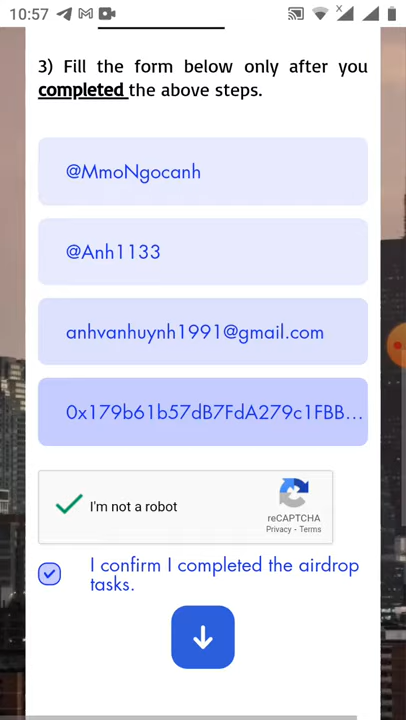 10:57
3) Fill the form below only after you
completed the above steps.
@MmoNgocanh
@Anh1133
anhvanhuynh1991@gmail.com
0x179b61b57dB7FdA279c1FBB...
I'm not a robot
reCAPTCHA
Privacy - Terms
I confirm I completed the airdrop
tasks.